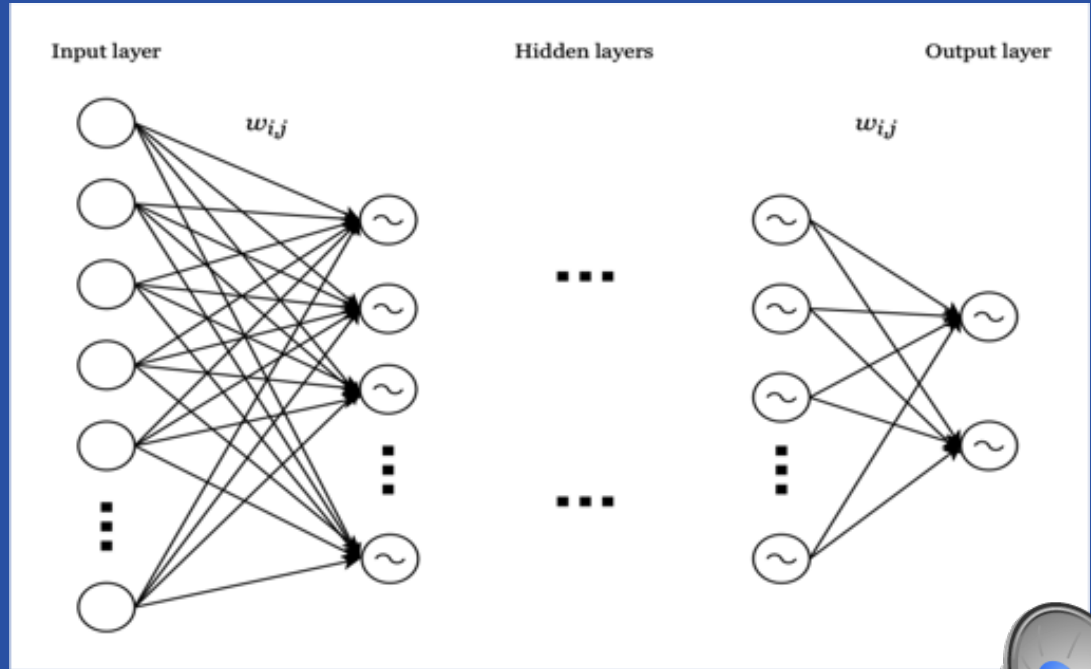 Input layer
Hidden layers
Output layer
w_{i,j}
w_{i,j}